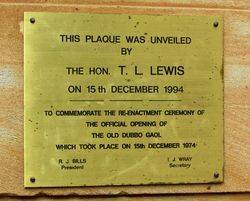 THIS PLAQUE WAS UNVEILED
BY
THE HON. T. L. LEWIS
ON 15th DECEMBER 1994
TO COMMEMORATE THE RE-ENACTMENT CEREMONY OF
THE OFFICIAL OPENING OF
THE OLD DUBBO GAOL
WHICH TOOK PLACE ON 15th DECEMBER 1974
R. J. BILLS I. J. WRAY
President Secretary